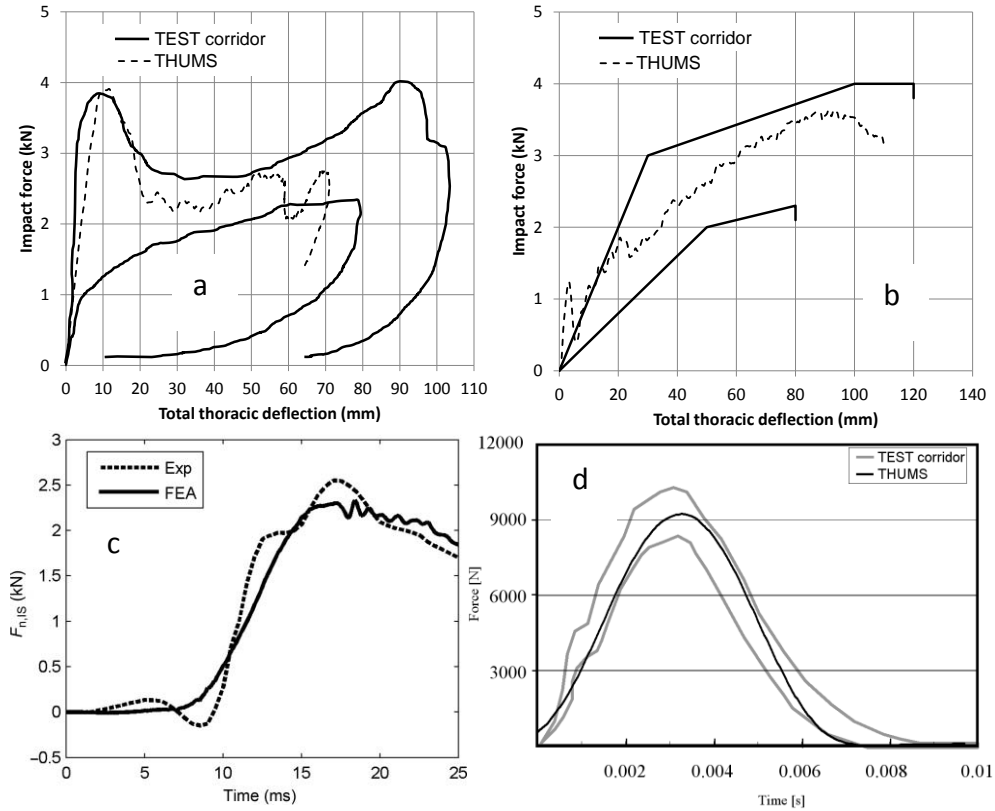 5
4
3
2
1
0
Impact force (kN)
TEST corridor
THUMS
a
0 10 20 30 40 50 60 70 80 90 100 110
Total thoracic deflection (mm)
5
4
3
2
1
0
Impact force (kN)
TEST corridor
THUMS
b
0 20 40 60 80 100 120 140
Total thoracic deflection (mm)
3
2.5
2
1.5
1
0.5
0
−0.5
Fn,IS (kN)
Exp
FEA
c
0 5 10 15 20 25
Time (ms)
12000
9000
6000
3000
Force [N]
d
TEST corridor
THUMS
0.002 0.004 0.006 0.008 0.01
Time [s]